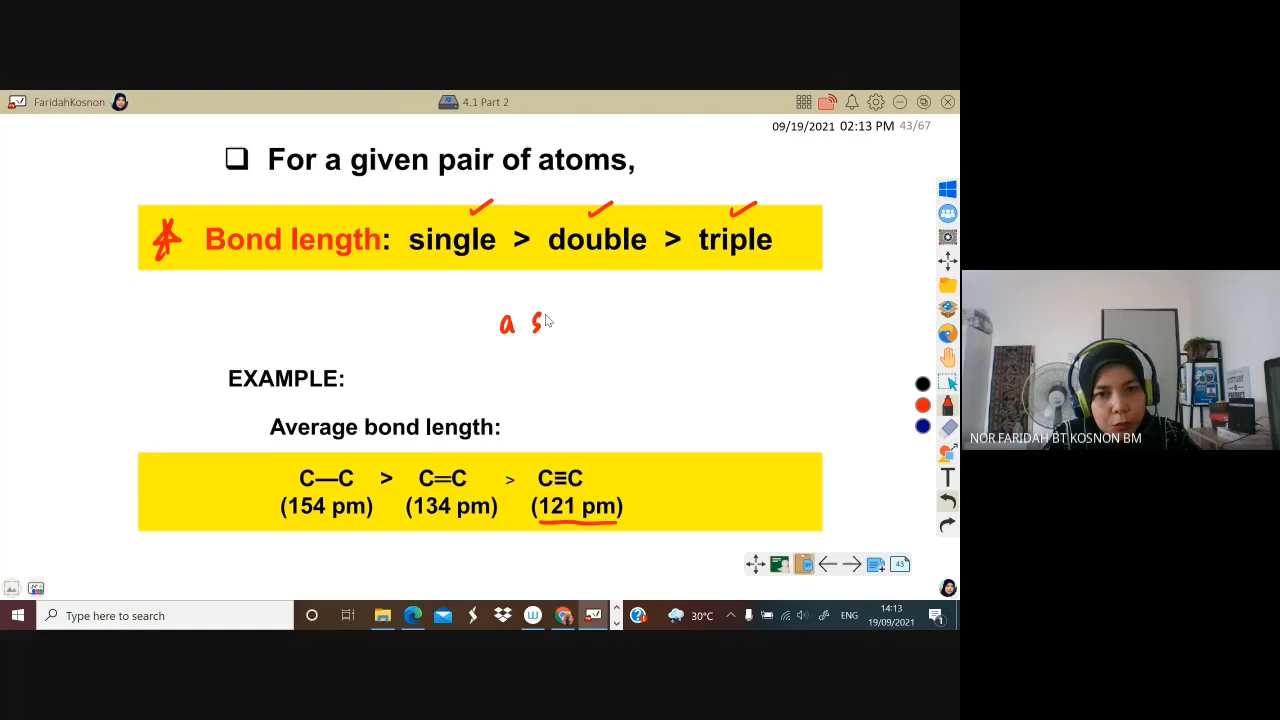 FaridahKosnon
4.1 Part 2
09/19/2021 02:13 PM 43/67
❑ For a given pair of atoms,
Bond length: single > double > triple
a s
EXAMPLE:
Average bond length:
C—C > C=C > C≡C
(154 pm) (134 pm) (121 pm)
NOR FARIDAH BT KOSNON BM
T
43
Type here to search
30°C
ENG
14:13
19/09/2021
1